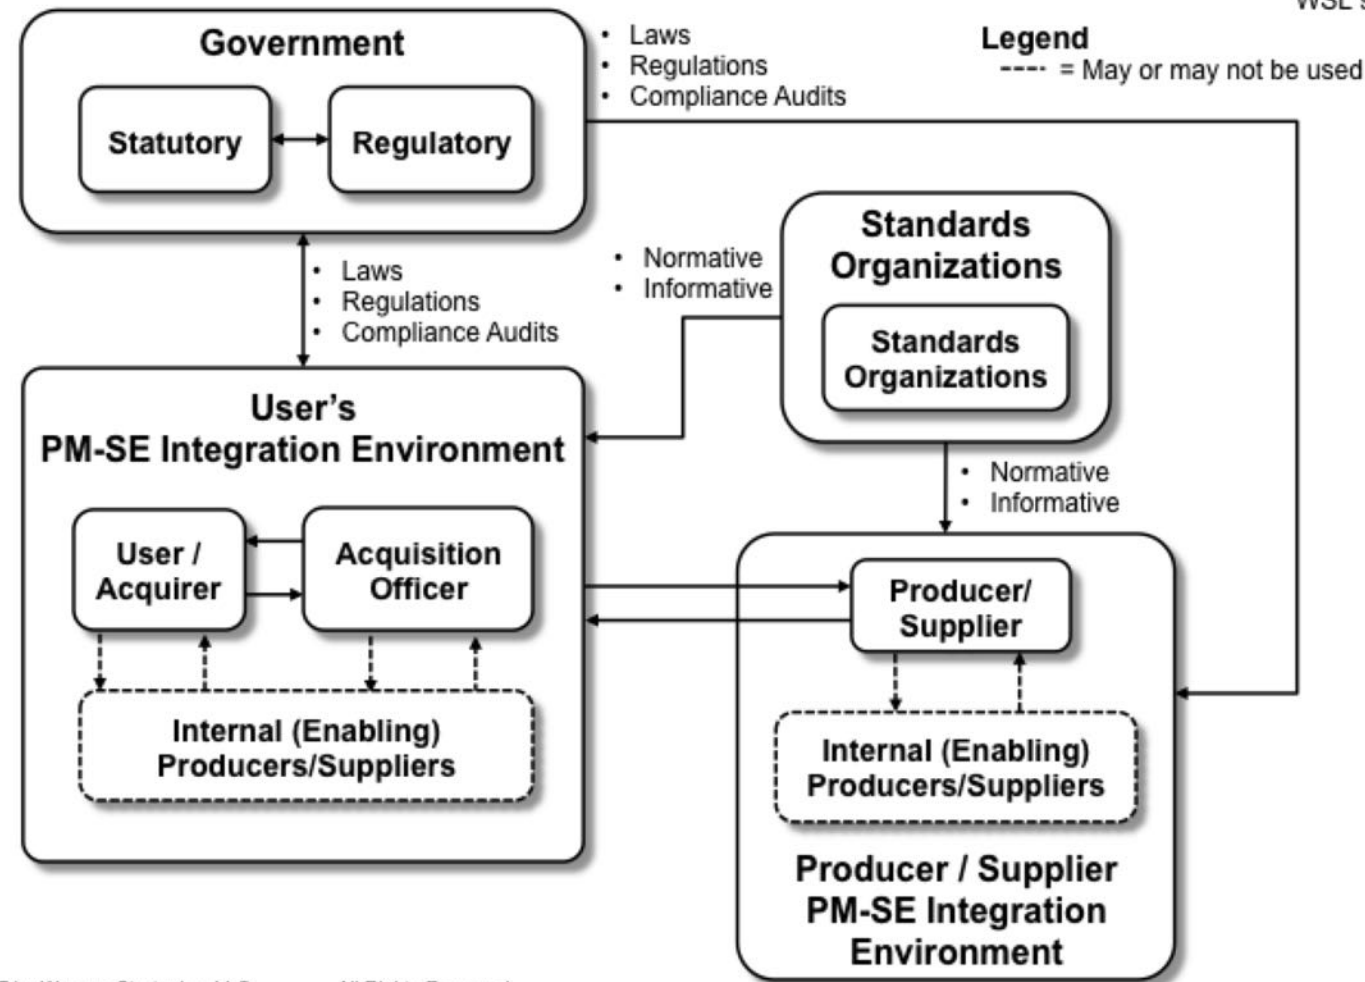 Government
Statutory
Regulatory
• Laws
• Regulations
• Compliance Audits
Legend
---- = May or may not be used
• Laws
• Regulations
• Compliance Audits
• Normative
• Informative
Standards
Organizations
Standards
Organizations
• Normative
• Informative
User’s
PM-SE Integration Environment
User /
Acquirer
Acquisition
Officer
Internal (Enabling)
Producers/Suppliers
Producer/
Supplier
Internal (Enabling)
Producers/Suppliers
Producer / Supplier
PM-SE Integration
Environment